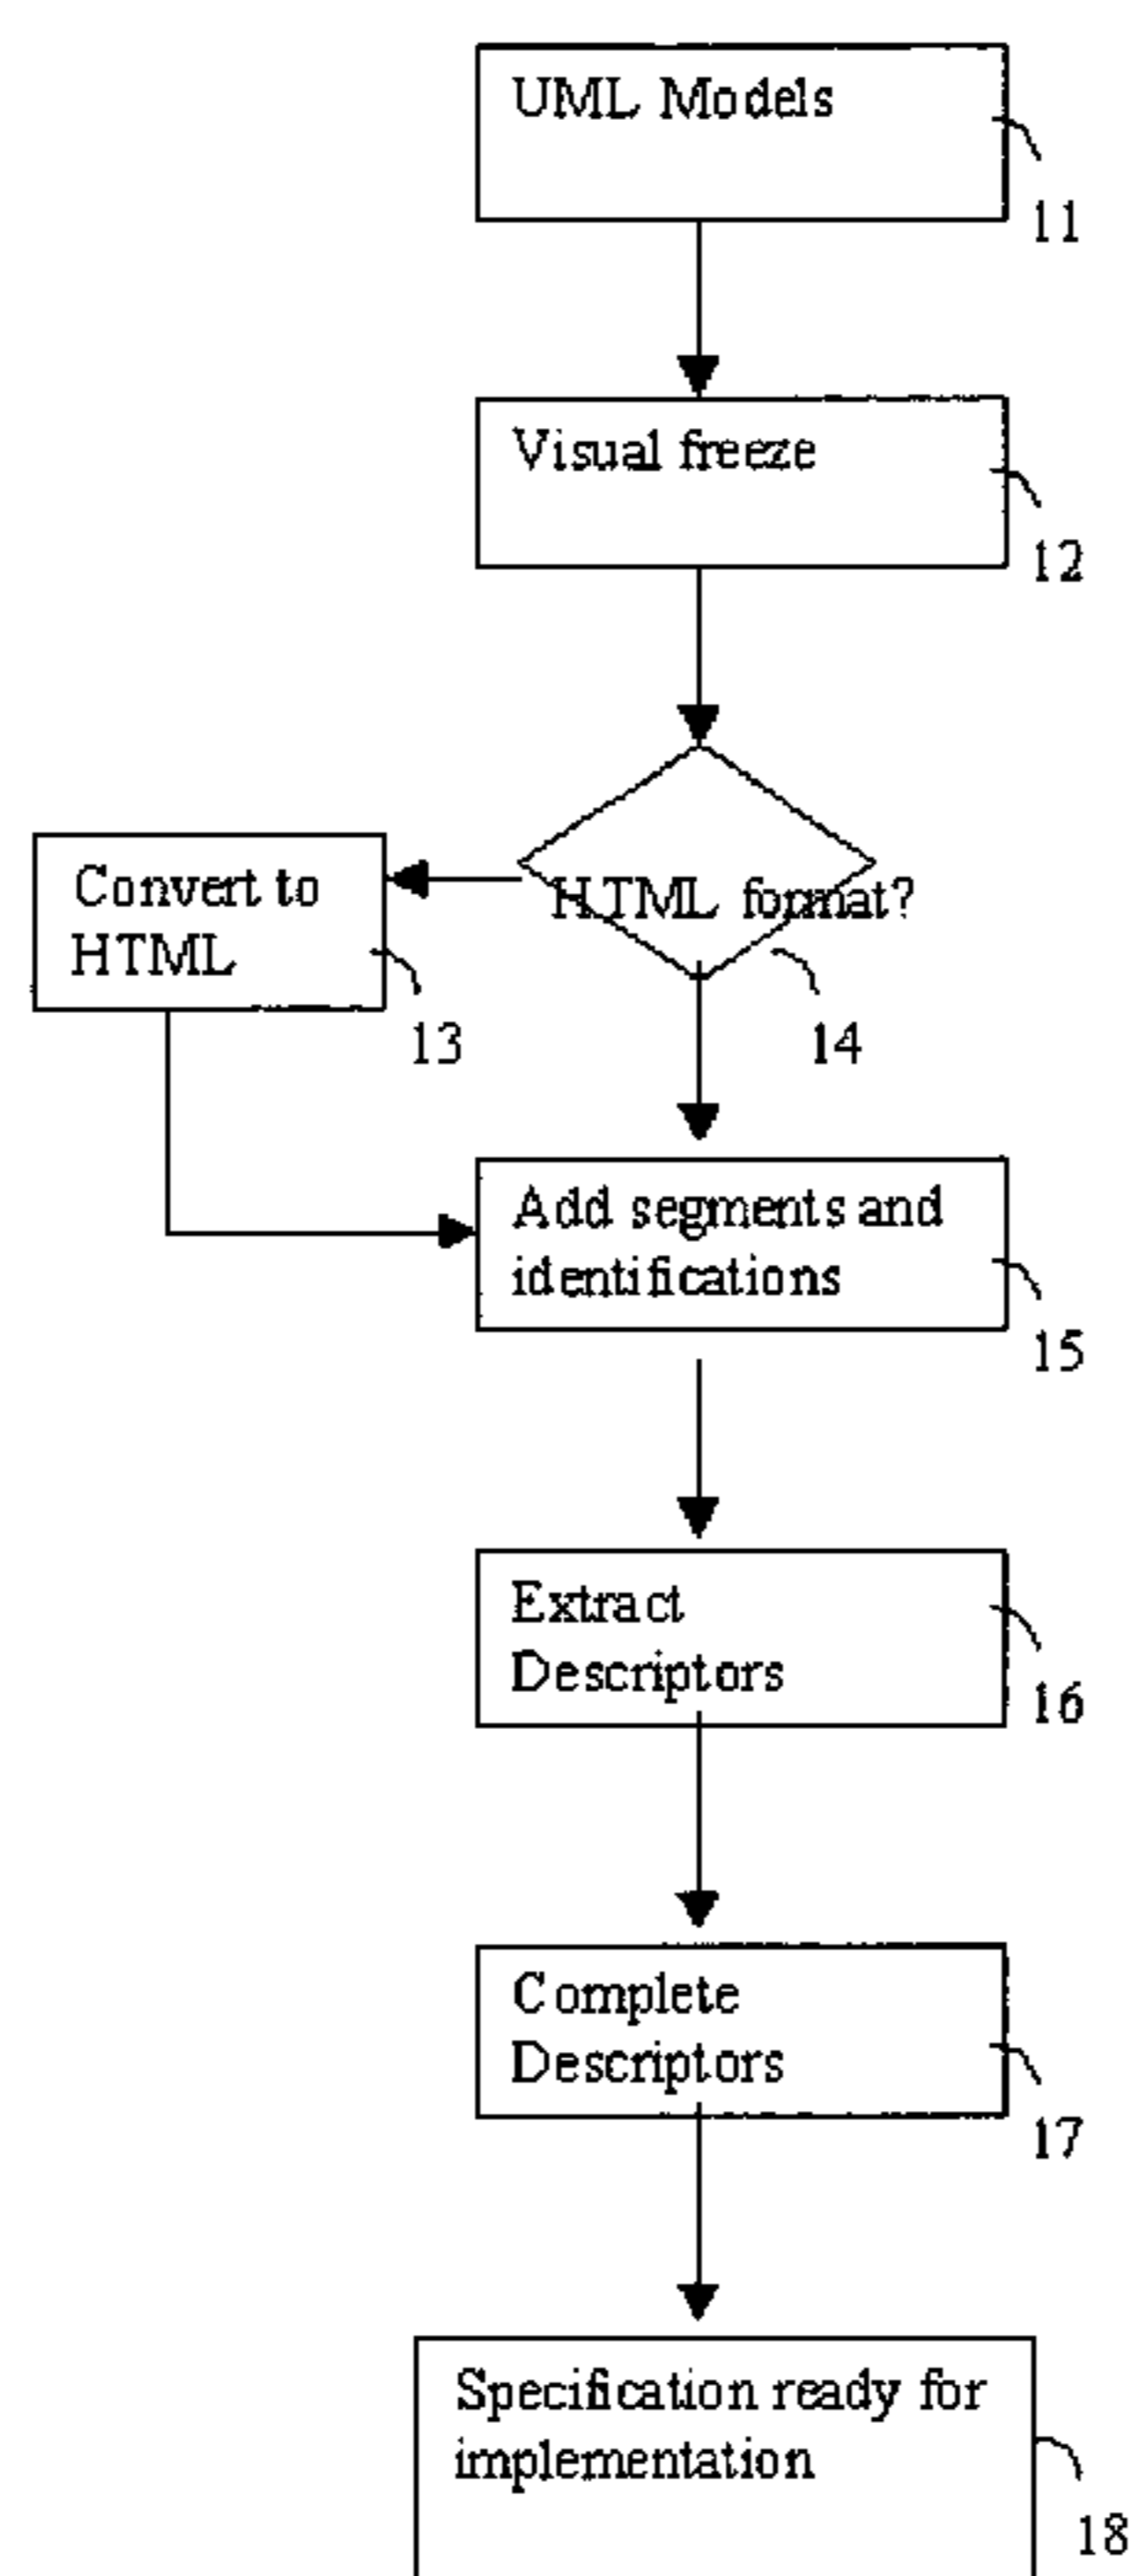 UML Models
11
Visual freeze
12
HTML format?
14
Convert to
HTML
13
Add segments and
identifications
15
Extract
Descriptors
16
Complete
Descriptors
17
Specification ready for
implementation
18